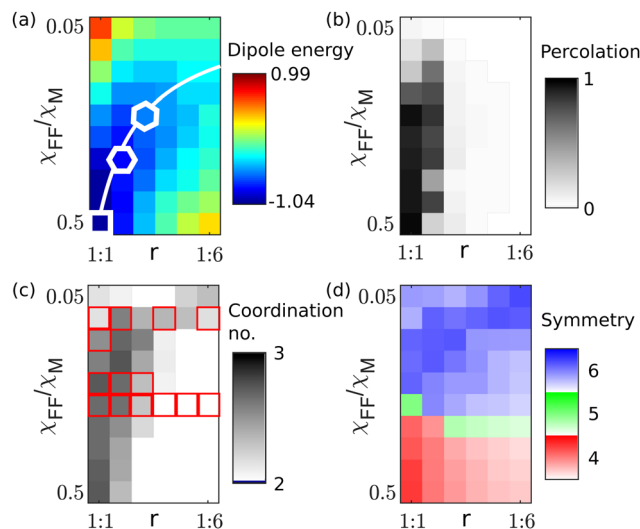 (a)
0.05
χFF/χM
0.5
1:1 r 1:6
Dipole energy
0.99
-1.04
(b)
0.05
χFF/χM
0.5
1:1 r 1:6
Percolation
1
0
(c)
0.05
χFF/χM
0.5
1:1 r 1:6
Coordination
no.
3
2
(d)
0.05
χFF/χM
0.5
1:1 r 1:6
Symmetry
6
5
4